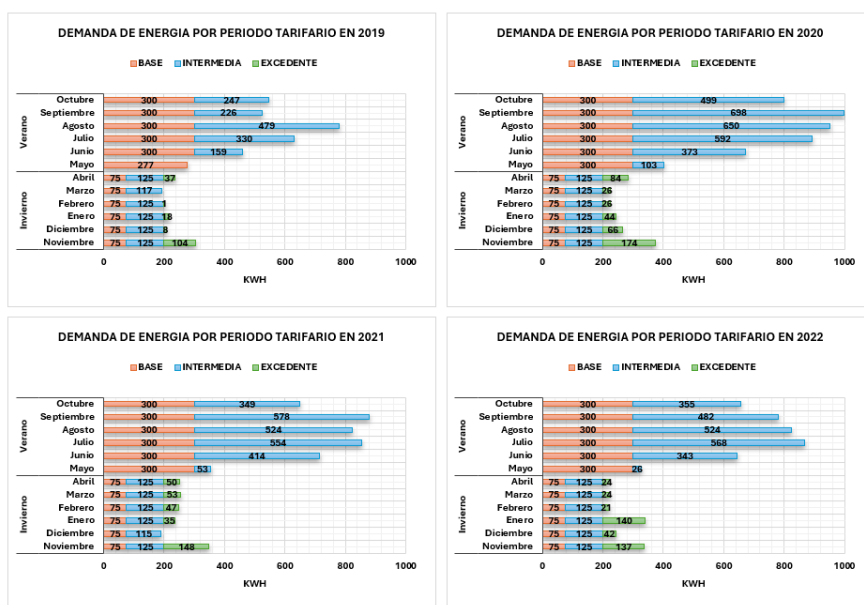 DEMANDA DE ENERGIA POR PERIODO TARIFARIO EN 2019
BASE INTERMEDIA EXCEDENTE
Verano
Octubre 300 247
Septiembre 300 226
Agosto 300 479
Julio 300 330
Junio 300 159
Mayo 277
Invierno
Abril 75 125 37
Marzo 75 117
Febrero 75 125 1
Enero 75 125 18
Diciembre 75 125 8
Noviembre 75 125 104
0 200 400 600 800 1000
KWH
DEMANDA DE ENERGIA POR PERIODO TARIFARIO EN 2020
BASE INTERMEDIA EXCEDENTE
Verano
Octubre 300 499
Septiembre 300 698
Agosto 300 650
Julio 300 592
Junio 300 373
Mayo 300 103
Invierno
Abril 75 125 84
Marzo 75 125 26
Febrero 75 125 26
Enero 75 125 44
Diciembre 75 125 66
Noviembre 75 125 174
0 200 400 600 800 1000
KWH
DEMANDA DE ENERGIA POR PERIODO TARIFARIO EN 2021
BASE INTERMEDIA EXCEDENTE
Verano
Octubre 300 349
Septiembre 300 578
Agosto 300 524
Julio 300 554
Junio 300 414
Mayo 300 53
Invierno
Abril 75 125 50
Marzo 75 125 53
Febrero 75 125 47
Enero 75 125 35
Diciembre 75 115
Noviembre 75 125 148
0 200 400 600 800 1000
KWH
DEMANDA DE ENERGIA POR PERIODO TARIFARIO EN 2022
BASE INTERMEDIA EXCEDENTE
Verano
Octubre 300 355
Septiembre 300 482
Agosto 300 524
Julio 300 568
Junio 300 343
Mayo 300 26
Invierno
Abril 75 125 24
Marzo 75 125 24
Febrero 75 125 21
Enero 75 125 140
Diciembre 75 125 42
Noviembre 75 125 137
0 200 400 600 800 1000
KWH